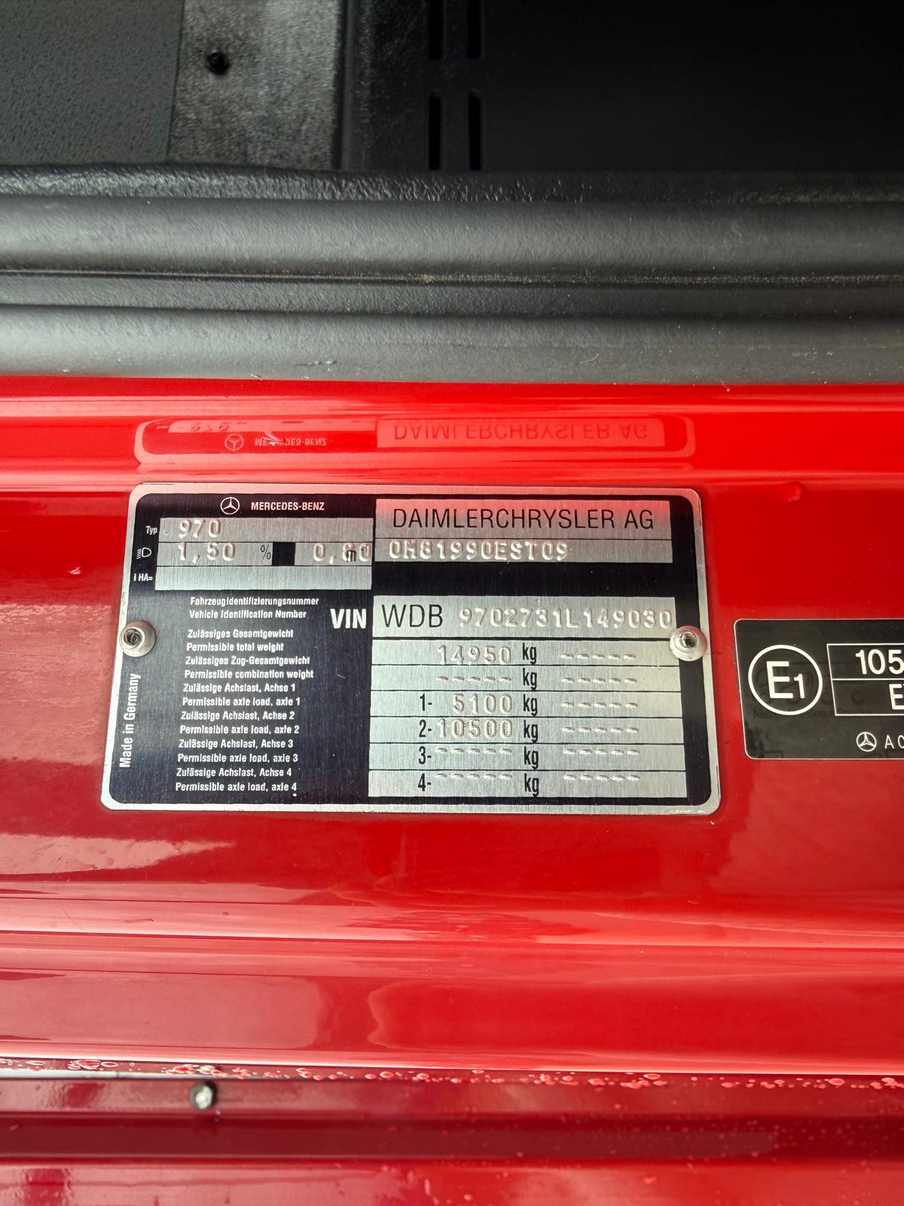 MERCEDES-BENZ
DAIMLERCHRYSLER AG
Typ 970
1,50 % 0,80 m
0M81990EST09
1 HA=
Fahrzeugidentifizierungsnummer
Vehicle Identification Number
VIN WDB 9702731L149030
Zulässiges Gesamtgewicht
Permissible total weight
14950 kg -----
Zulässiges Zug-Gesamtgewicht
Permissible combination weight
----- kg -----
Zulässige Achslast, Achse 1
Permissible axle load, axle 1
1- 5100 kg -----
Zulässige Achslast, Achse 2
Permissible axle load, axle 2
2- 10500 kg -----
Zulässige Achslast, Achse 3
Permissible axle load, axle 3
3- ----- kg -----
Zulässige Achslast, Achse 4
Permissible axle load, axle 4
4- ----- kg -----
Made in Germany
E1
105
E
A 0